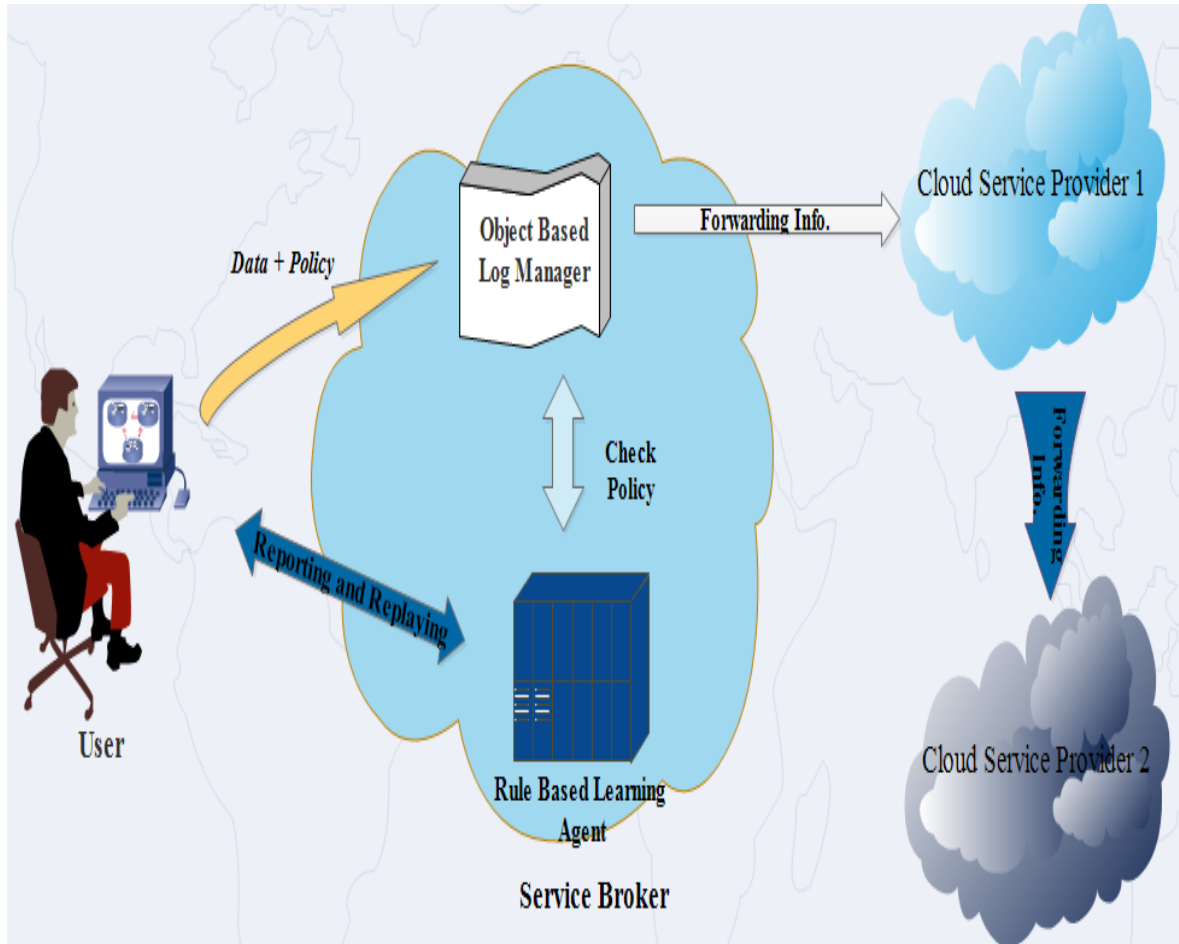 Cloud Service Provider 1
Object Based
Log Manager
Forwarding Info.
Data + Policy
Check
Policy
Forwarding
Info.
Reporting and Replaying
User
Cloud Service Provider 2
Rule Based Learning
Agent
Service Broker